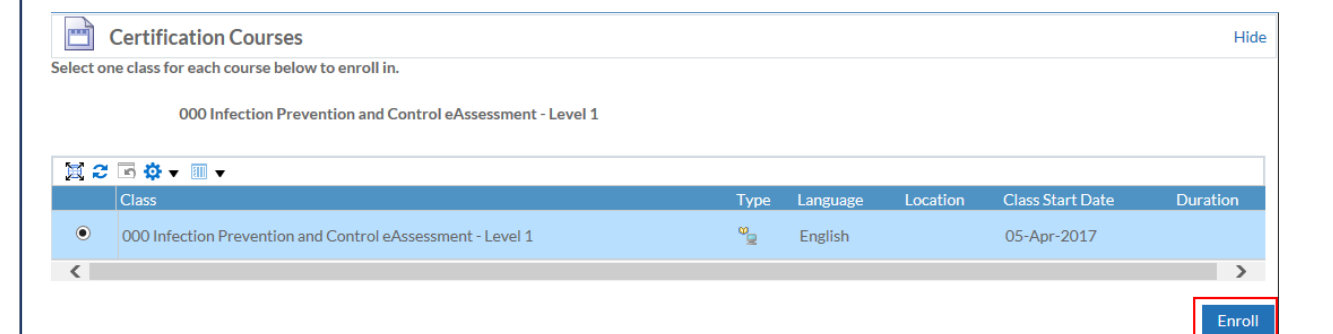 Certification Courses Hide
Select one class for each course below to enroll in.
000 Infection Prevention and Control eAssessment - Level 1
Class Type Language Location Class Start Date Duration
000 Infection Prevention and Control eAssessment - Level 1 English 05-Apr-2017
Enroll